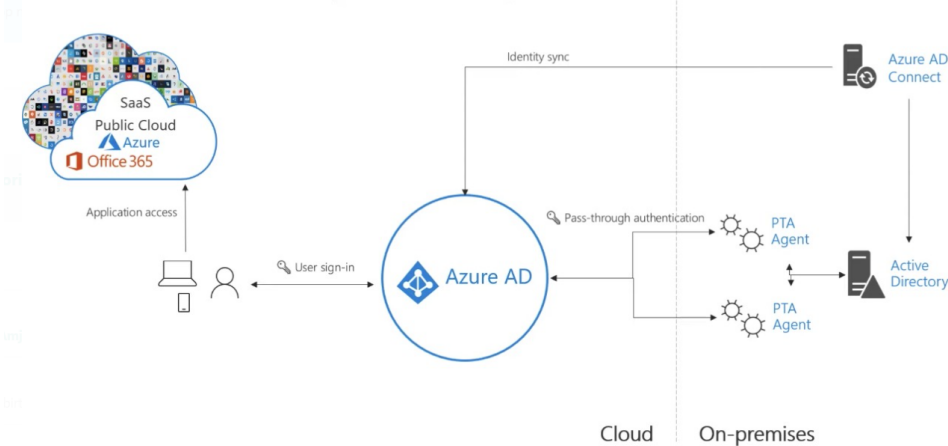 Identity sync
Azure AD
Connect
SaaS
Public Cloud
Azure
Office 365
Application access
Pass-through authentication
PTA
Agent
User sign-in
Azure AD
Active
Directory
PTA
Agent
Cloud
On-premises